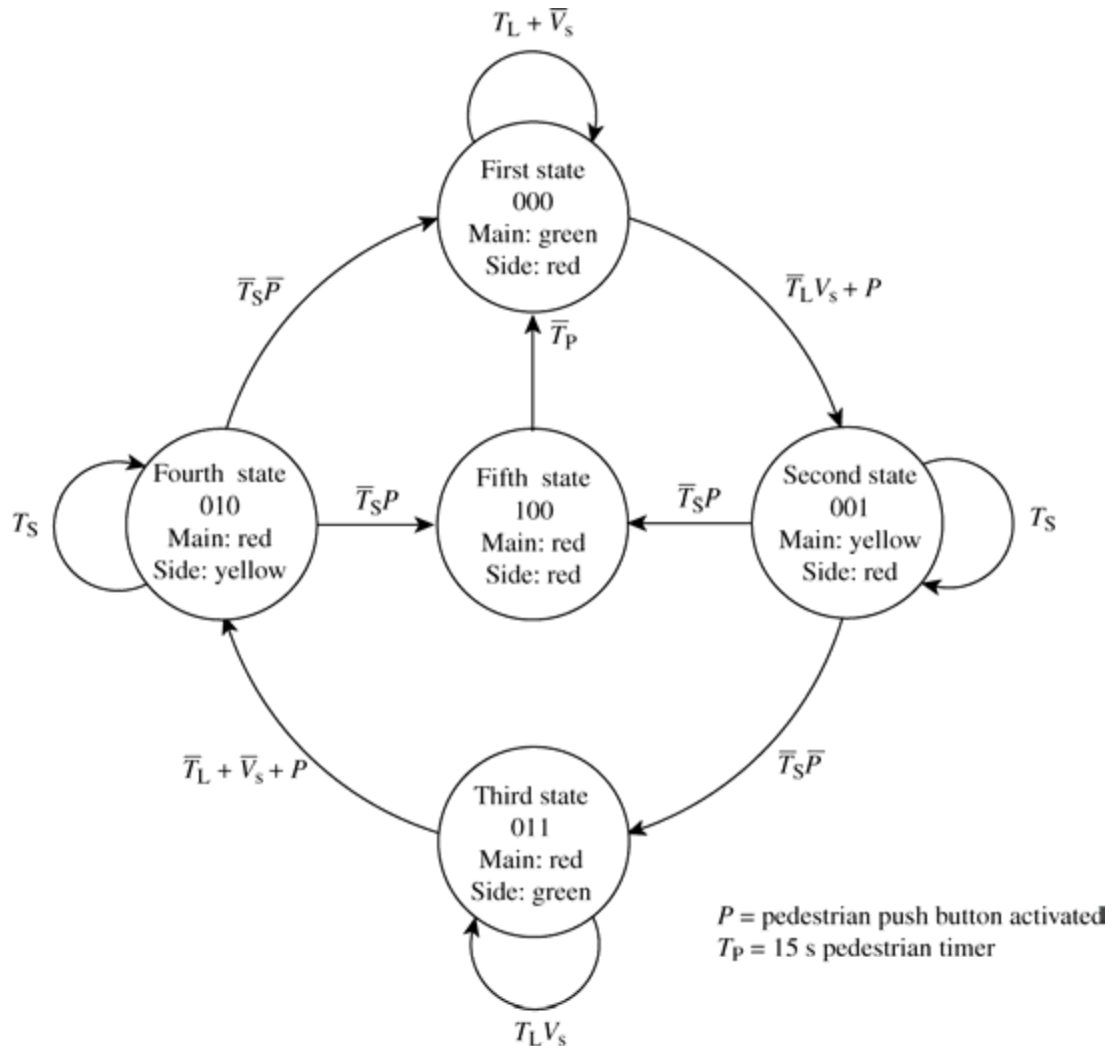 T_L + V̅_s
First state
000
Main: green
Side: red
T̅_S P̅
T̅_L V_s + P
T̅_P
Fourth state
010
Main: red
Side: yellow
T_S
T̅_S P
Fifth state
100
Main: red
Side: red
T̅_S P
Second state
001
Main: yellow
Side: red
T_S
T̅_L + V̅_s + P
T̅_S P̅
Third state
011
Main: red
Side: green
T_L V_s
P = pedestrian push button activated
T_P = 15 s pedestrian timer